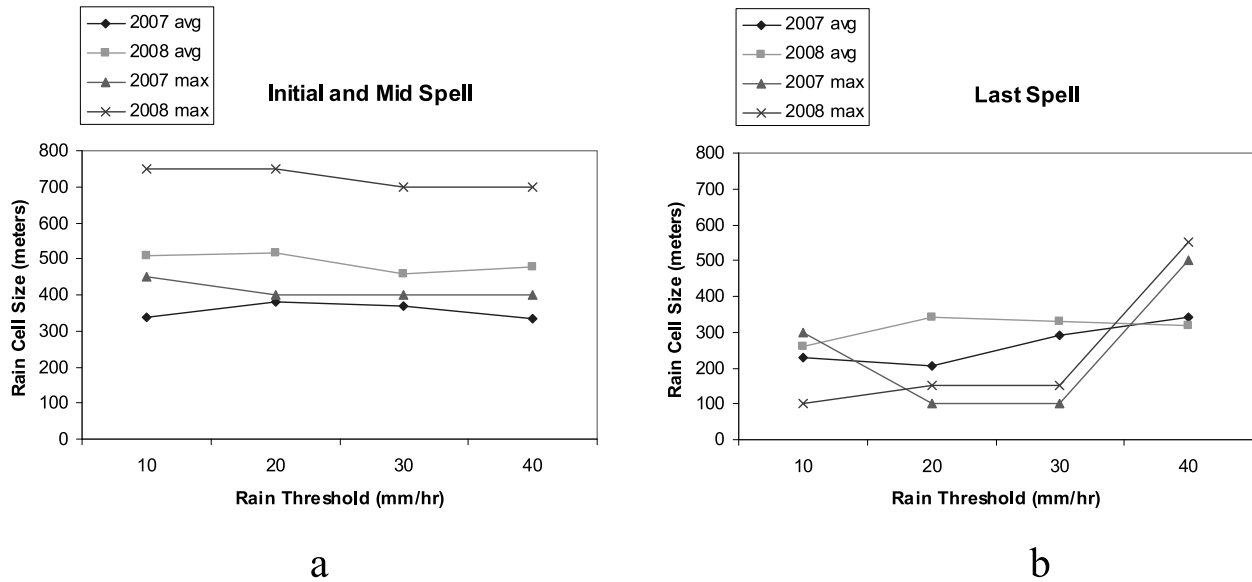 2007 avg
2008 avg
2007 max
2008 max
Initial and Mid Spell
Rain Cell Size (meters)
800
700
600
500
400
300
200
100
0
10 20 30 40
Rain Threshold (mm/hr)
a
2007 avg
2008 avg
2007 max
2008 max
Last Spell
Rain Cell Size (meters)
800
700
600
500
400
300
200
100
0
10 20 30 40
Rain Threshold (mm/hr)
b